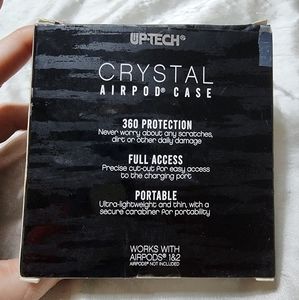 UP-TECH®
CRYSTAL
AIRPOD® CASE
360 PROTECTION
Never worry about any scratches,
dirt or other daily damage
FULL ACCESS
Precise cut-out for easy access
to the charging port
PORTABLE
Ultra-lightweight and thin, with a
secure carabiner for portability
WORKS WITH
AIRPODS® 1&2
AIRPODS® NOT INCLUDED